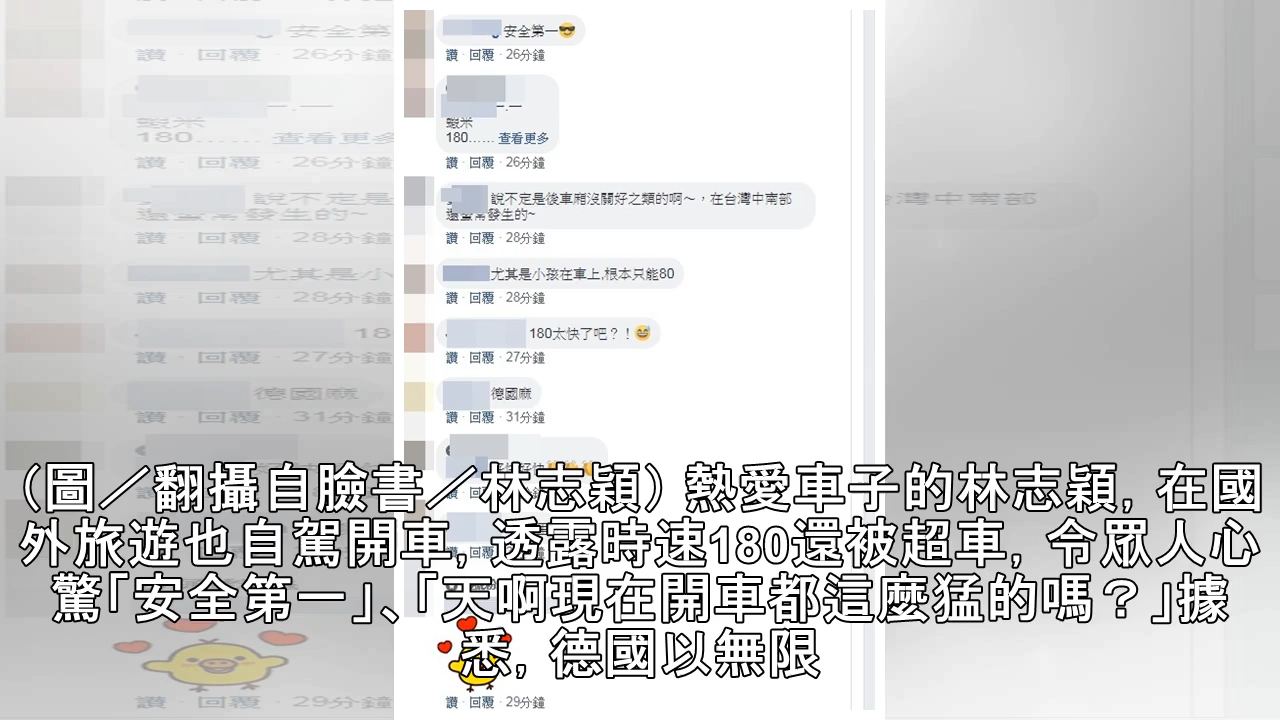 安全第一
讚 · 回覆 · 26分鐘
蝦米
180...... 查看更多
讚 · 回覆 · 26分鐘
說不定是後車廂沒關好之類的啊～，在台灣中南部
還蠻常發生的~
讚 · 回覆 · 28分鐘
尤其是小孩在車上,根本只能80
讚 · 回覆 · 28分鐘
180太快了吧？！
讚 · 回覆 · 27分鐘
德國麻
讚 · 回覆 · 31分鐘
(圖／翻攝自臉書／林志穎) 熱愛車子的林志穎, 在國
外旅遊也自駕開車, 透露時速180還被超車, 令眾人心
驚「安全第一」、「天啊現在開車都這麼猛的嗎？」據
悉, 德國以無限
讚 · 回覆 · 29分鐘